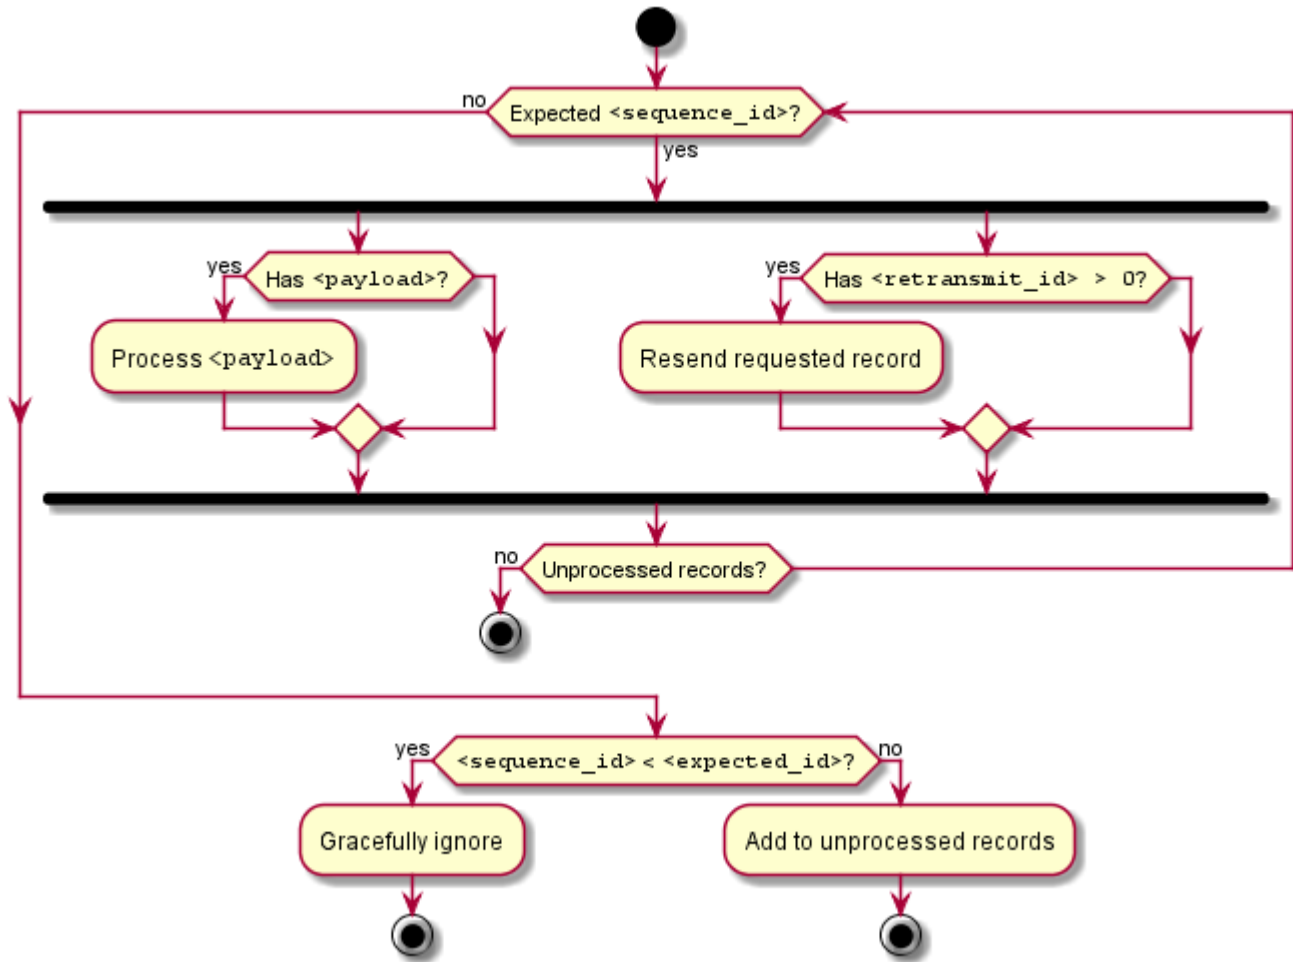 no
Expected <sequence_id>?
yes
yes
Has <payload>?
yes
Has <retransmit_id> > 0?
Process <payload>
Resend requested record
no
Unprocessed records?
yes
<sequence_id> < <expected_id>?
no
Gracefully ignore
Add to unprocessed records